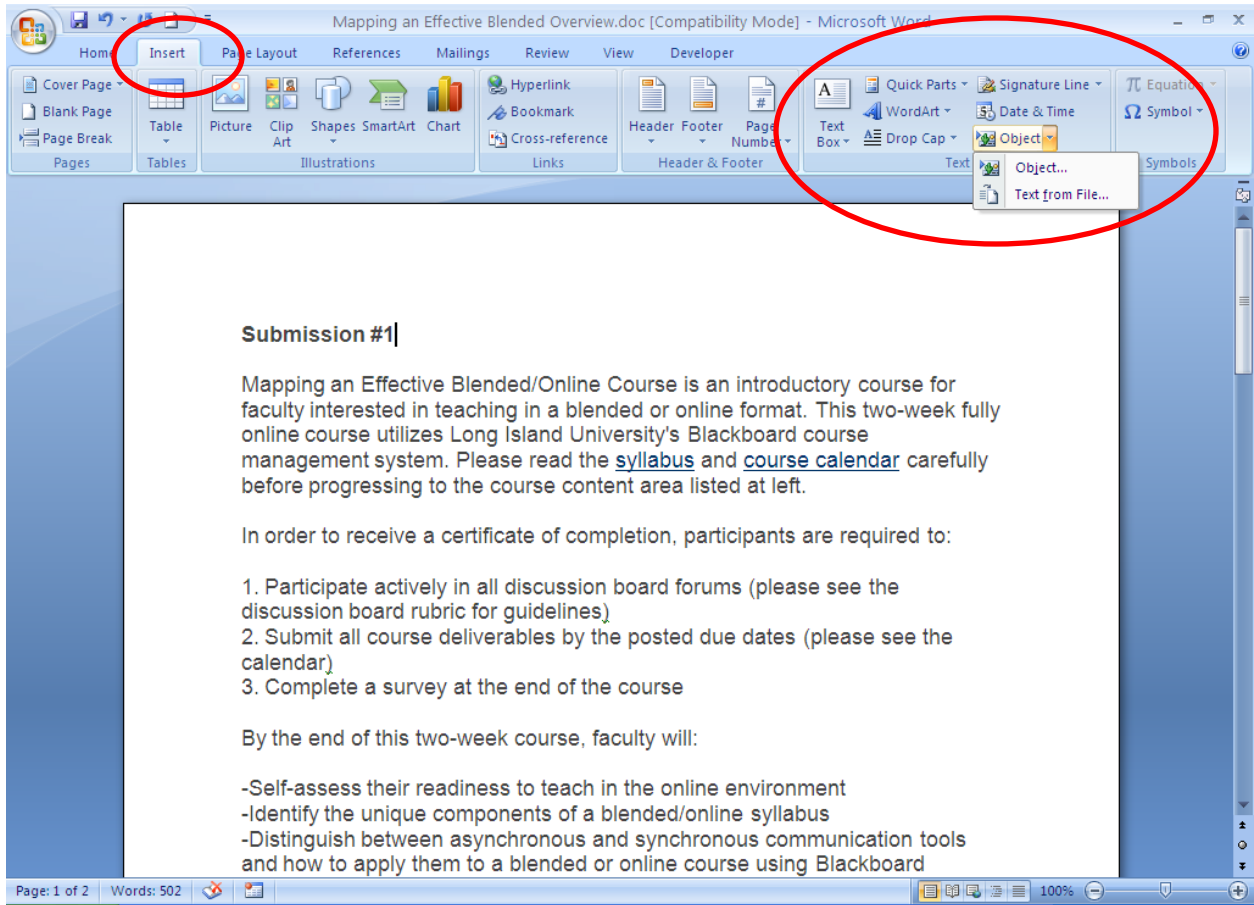 Mapping an Effective Blended Overview.doc [Compatibility Mode] - Microsoft Word
Home Insert Page Layout References Mailings Review View Developer
Cover Page
Blank Page
Page Break
Pages
Table
Tables
Picture Clip Art Shapes SmartArt Chart
Illustrations
Hyperlink
Bookmark
Cross-reference
Links
Header Footer Page Number
Header & Footer
A
Text Box
Quick Parts
WordArt
Drop Cap
Signature Line
Date & Time
Object
Text
Object...
Text from File...
π Equation
Ω Symbol
Symbols
Submission #1
Mapping an Effective Blended/Online Course is an introductory course for
faculty interested in teaching in a blended or online format. This two-week fully
online course utilizes Long Island University's Blackboard course
management system. Please read the syllabus and course calendar carefully
before progressing to the course content area listed at left.
In order to receive a certificate of completion, participants are required to:
1. Participate actively in all discussion board forums (please see the
discussion board rubric for guidelines)
2. Submit all course deliverables by the posted due dates (please see the
calendar)
3. Complete a survey at the end of the course
By the end of this two-week course, faculty will:
-Self-assess their readiness to teach in the online environment
-Identify the unique components of a blended/online syllabus
-Distinguish between asynchronous and synchronous communication tools
and how to apply them to a blended or online course using Blackboard
Page: 1 of 2 Words: 502 100%